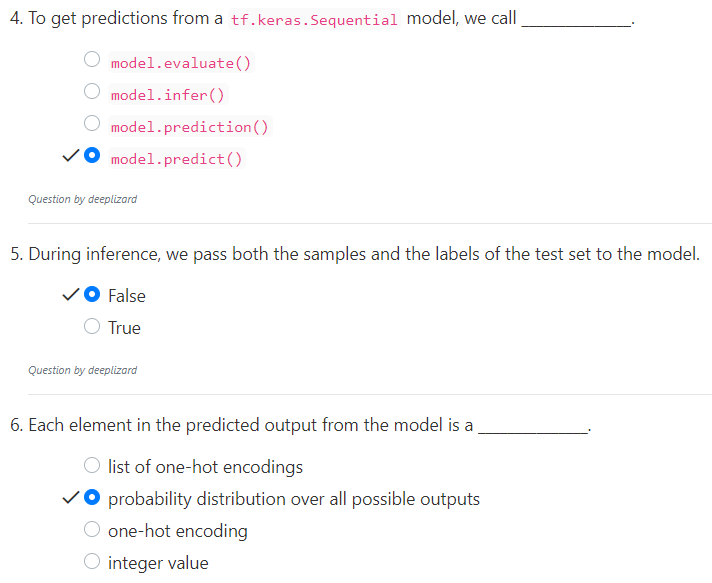 4. To get predictions from a tf.keras.Sequential model, we call ______________.
model.evaluate()
model.infer()
model.prediction()
model.predict()
Question by deeplizard
5. During inference, we pass both the samples and the labels of the test set to the model.
False
True
Question by deeplizard
6. Each element in the predicted output from the model is a ______________.
list of one-hot encodings
probability distribution over all possible outputs
one-hot encoding
integer value